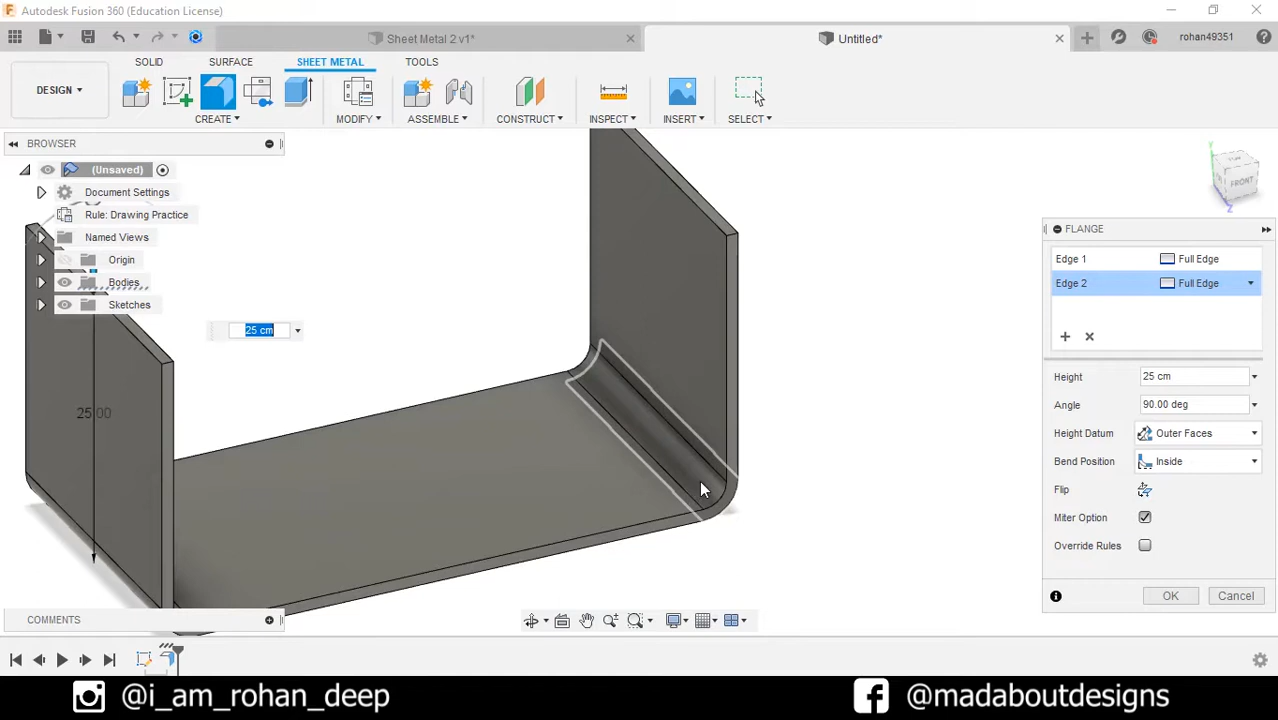 Autodesk Fusion 360 (Education License)
Sheet Metal 2 v1*
Untitled*
rohan49351
DESIGN
SOLID
SURFACE
SHEET METAL
TOOLS
CREATE
MODIFY
ASSEMBLE
CONSTRUCT
INSPECT
INSERT
SELECT
BROWSER
(Unsaved)
Document Settings
Rule: Drawing Practice
Named Views
Origin
Bodies
Sketches
25 cm
25.00
FRONT
FLANGE
Edge 1 Full Edge
Edge 2 Full Edge
Height 25 cm
Angle 90.00 deg
Height Datum Outer Faces
Bend Position Inside
Flip
Miter Option
Override Rules
OK Cancel
COMMENTS
@i_am_rohan_deep
@madaboutdesigns